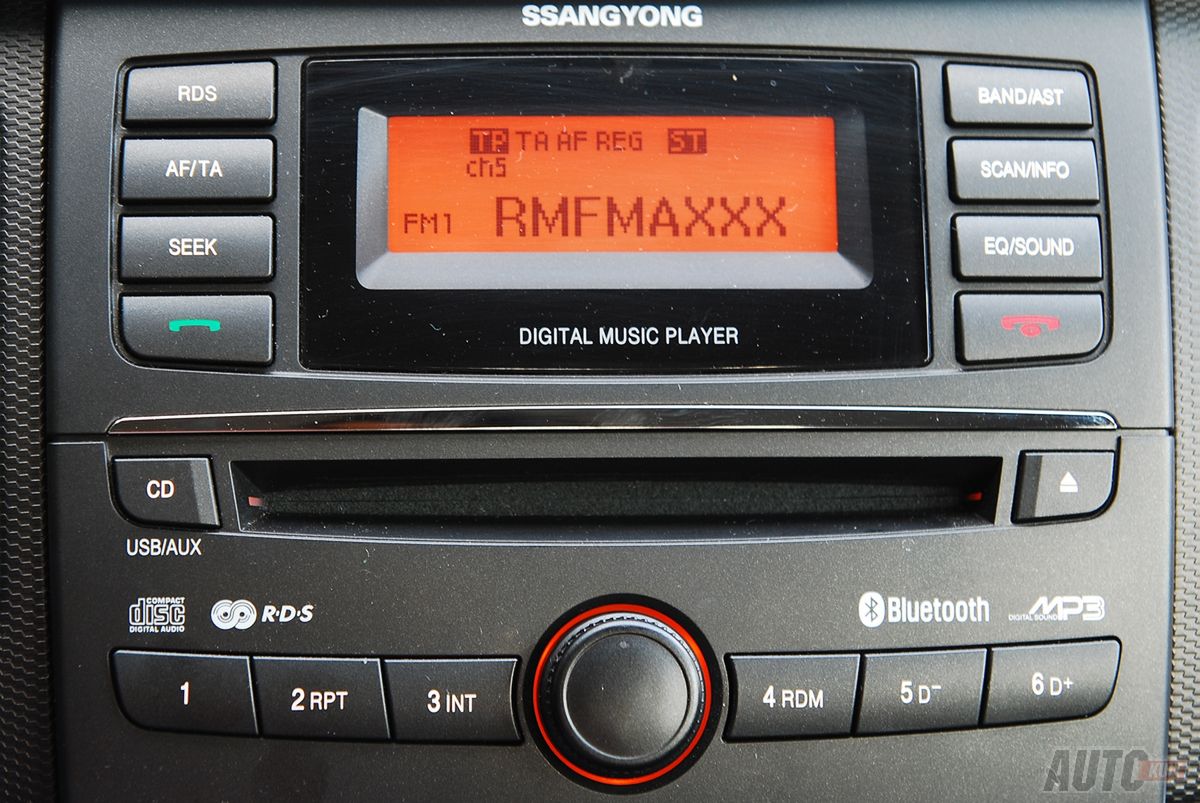 SSANGYONG
RDS
BAND/AST
TP TA AF REG ST
AF/TA
ch5
SCAN/INFO
FM1 RMFMAXXX
SEEK
EQ/SOUND
DIGITAL MUSIC PLAYER
CD
USB/AUX
COMPACT
disc
DIGITAL AUDIO
R·D·S
Bluetooth
DIGITAL SOUND MP3
1
2 RPT
3 INT
4 RDM
5 D-
6 D+
AUTO